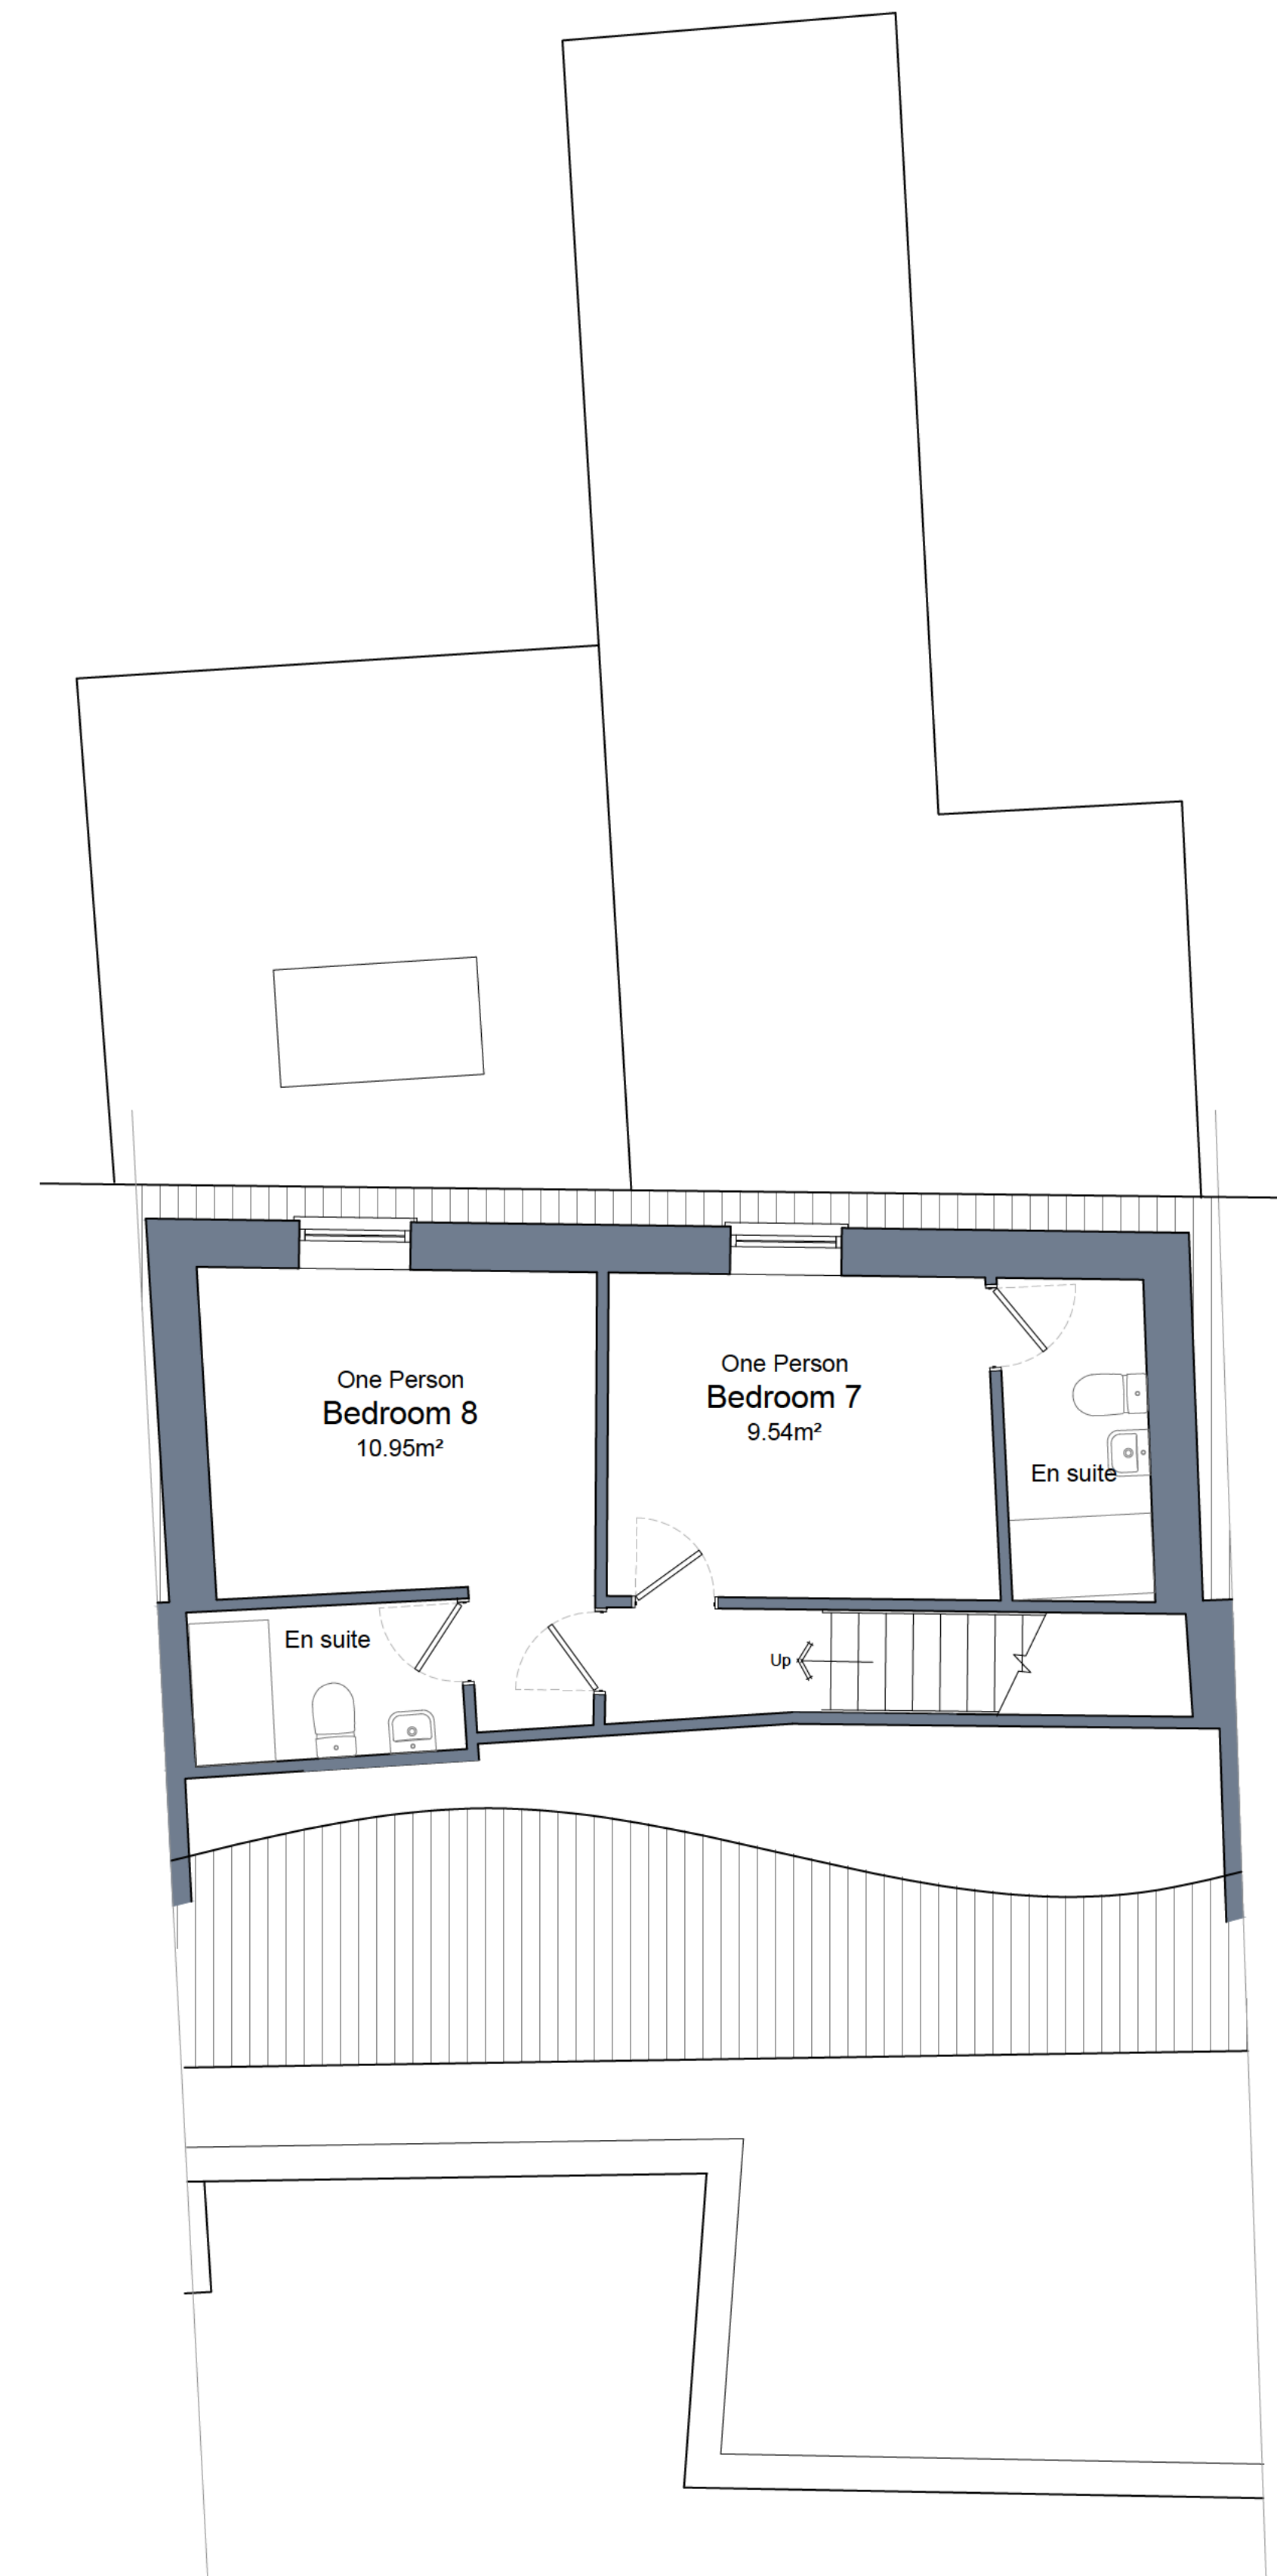 One Person
Bedroom 8
10.95m²
One Person
Bedroom 7
9.54m²
En suite
En suite
Up